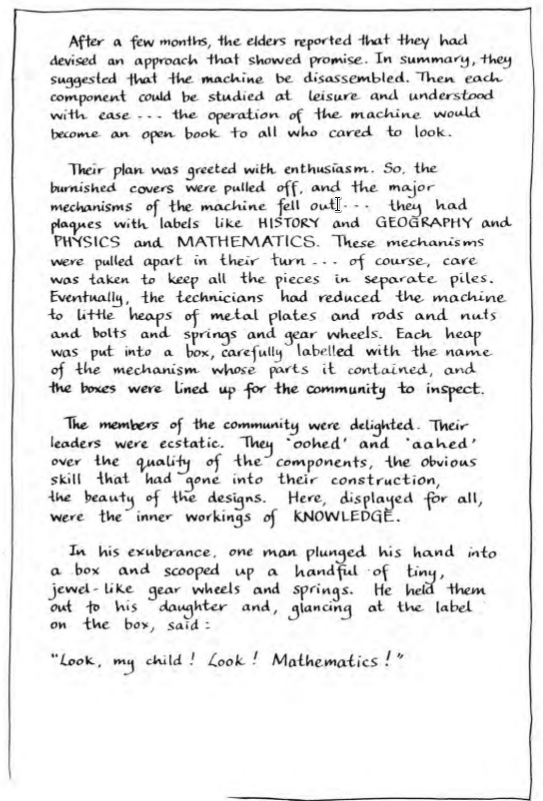 After a few months, the elders reported that they had
devised an approach that showed promise. In summary, they
suggested that the machine be disassembled. Then each
component could be studied at leisure and understood
with ease --- the operation of the machine would
become an open book to all who cared to look.
Their plan was greeted with enthusiasm. So, the
burnished covers were pulled off, and the major
mechanisms of the machine fell out --- they had
plaques with labels like HISTORY and GEOGRAPHY and
PHYSICS and MATHEMATICS. These mechanisms
were pulled apart in their turn --- of course, care
was taken to keep all the pieces in separate piles.
Eventually, the technicians had reduced the machine
to little heaps of metal plates and rods and nuts
and bolts and springs and gear wheels. Each heap
was put into a box, carefully labelled with the name
of the mechanism whose parts it contained, and
the boxes were lined up for the community to inspect.
The members of the community were delighted. Their
leaders were ecstatic. They 'oohed' and 'aahed'
over the quality of the components, the obvious
skill that had gone into their construction,
the beauty of the designs. Here, displayed for all,
were the inner workings of KNOWLEDGE.
In his exuberance, one man plunged his hand into
a box and scooped up a handful of tiny,
jewel-like gear wheels and springs. He held them
out to his daughter and, glancing at the label
on the box, said:
"Look, my child! Look! Mathematics!"